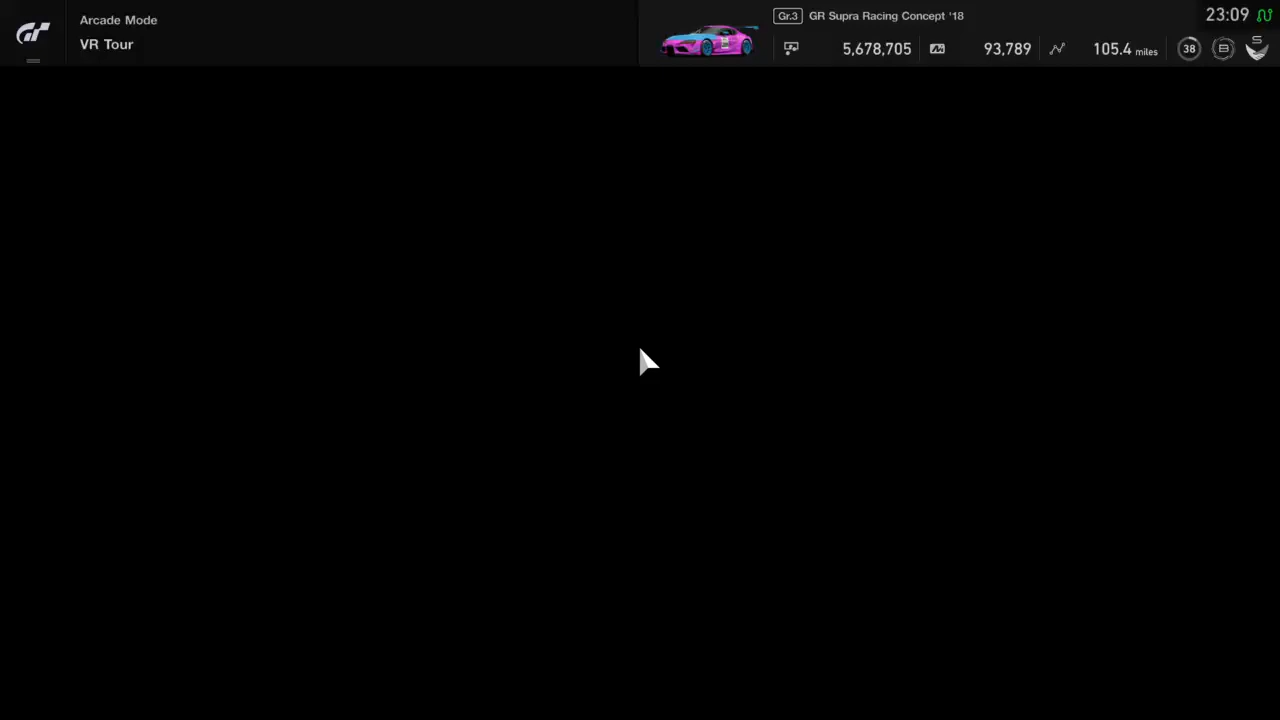 Arcade Mode
VR Tour
Gr.3 GR Supra Racing Concept '18
23:09
5,678,705 93,789 105.4 miles 38 B S